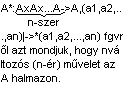 A*:AxAx...A->A,(a1,a2,..
n-szer
.,an)|->*(a1,a2,...,an) fgvr
ől azt mondjuk, hogy nvá
ltozós (n-ér) művelet az
A halmazon.